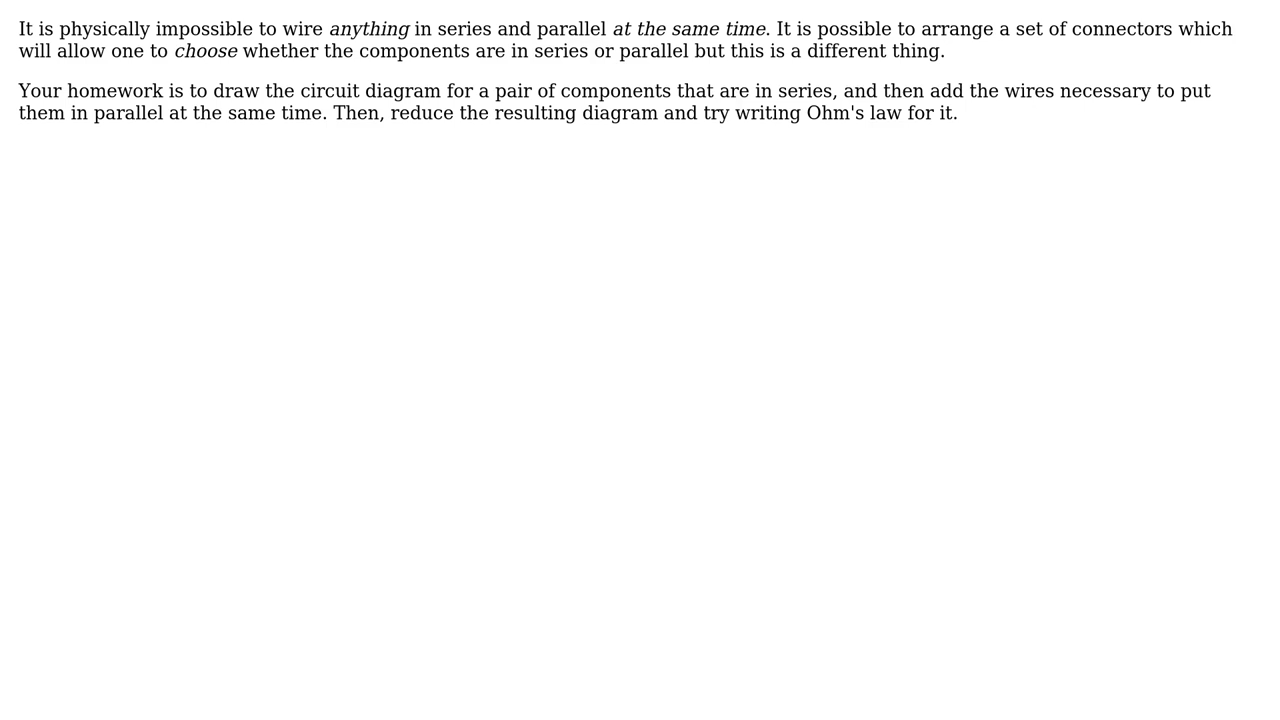 It is physically impossible to wire anything in series and parallel at the same time. It is possible to arrange a set of connectors which
will allow one to choose whether the components are in series or parallel but this is a different thing.
Your homework is to draw the circuit diagram for a pair of components that are in series, and then add the wires necessary to put
them in parallel at the same time. Then, reduce the resulting diagram and try writing Ohm's law for it.